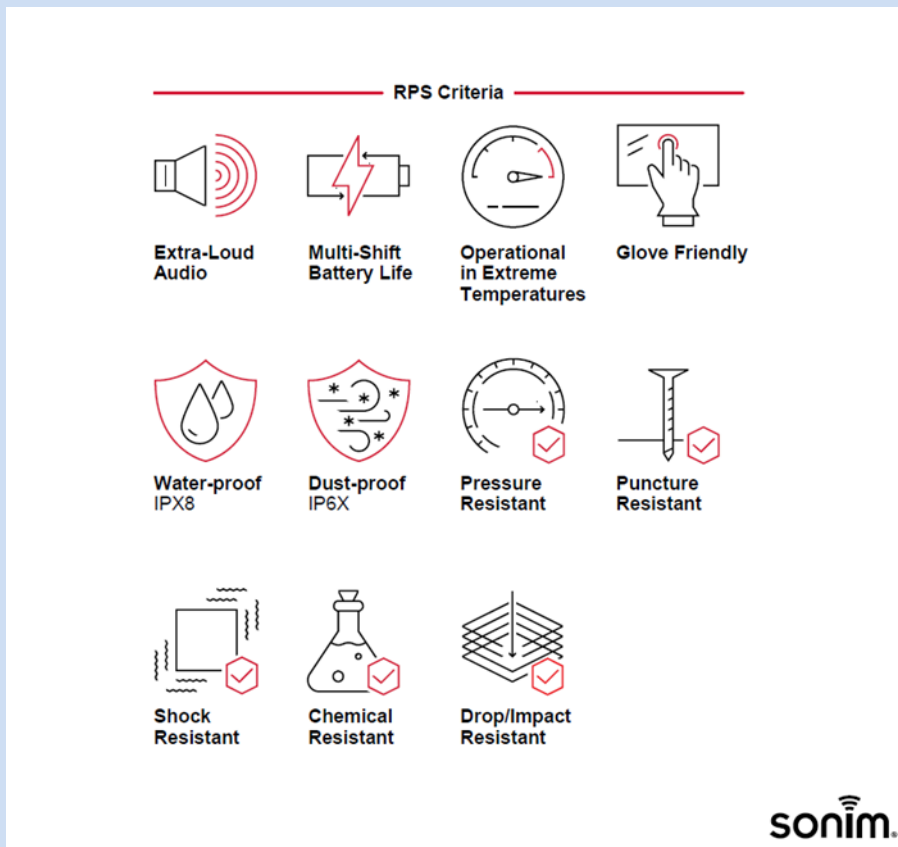 RPS Criteria
Extra-Loud
Audio
Multi-Shift
Battery Life
Operational
in Extreme
Temperatures
Glove Friendly
Water-proof
IPX8
Dust-proof
IP6X
Pressure
Resistant
Puncture
Resistant
Shock
Resistant
Chemical
Resistant
Drop/Impact
Resistant
sonim